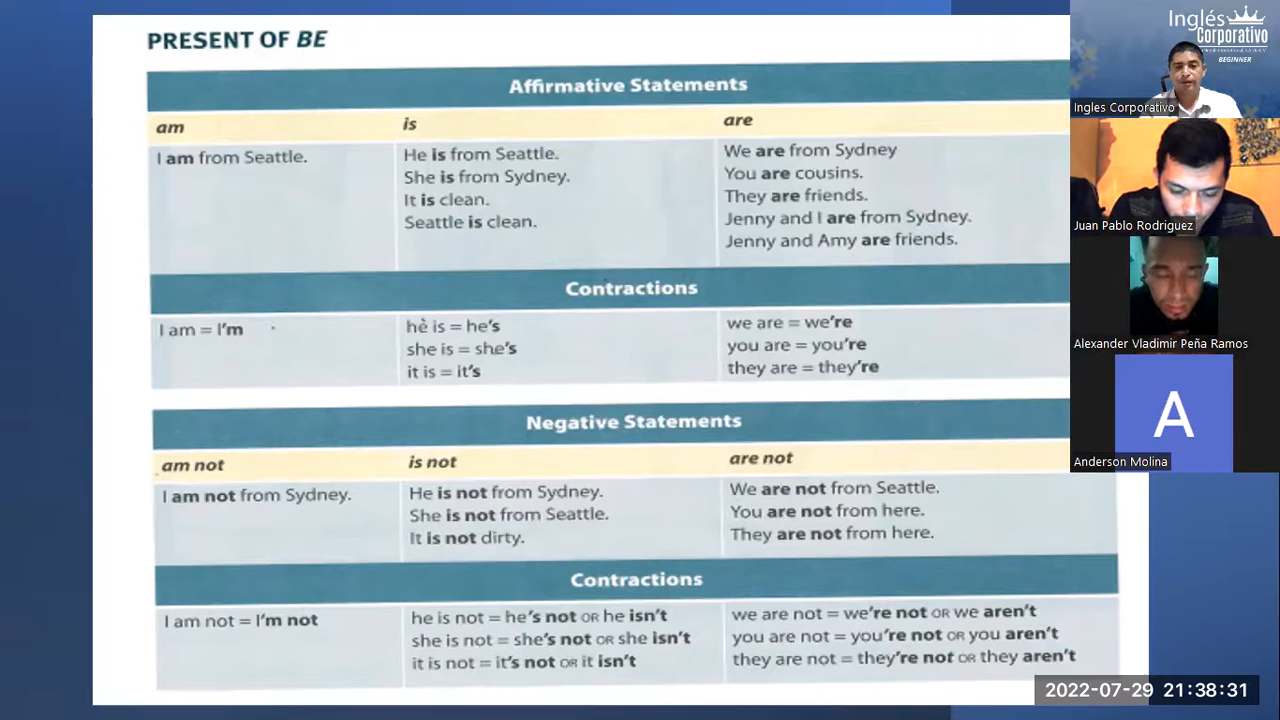 PRESENT OF BE
Affirmative Statements
am is are
I am from Seattle.
He is from Seattle.
She is from Sydney.
It is clean.
Seattle is clean.
We are from Sydney
You are cousins.
They are friends.
Jenny and I are from Sydney.
Jenny and Amy are friends.
Contractions
I am = I'm
he is = he's
she is = she's
it is = it's
we are = we're
you are = you're
they are = they're
Negative Statements
am not is not are not
I am not from Sydney.
He is not from Sydney.
She is not from Seattle.
It is not dirty.
We are not from Seattle.
You are not from here.
They are not from here.
Contractions
I am not = I'm not
he is not = he's not OR he isn't
she is not = she's not OR she isn't
it is not = it's not OR it isn't
we are not = we're not OR we aren't
you are not = you're not OR you aren't
they are not = they're not OR they aren't
Inglés
Corporativo
BEGINNER
Ingles Corporativo
Juan Pablo Rodriguez
Alexander Vladimir Peña Ramos
A
Anderson Molina
2022-07-29 21:38:31